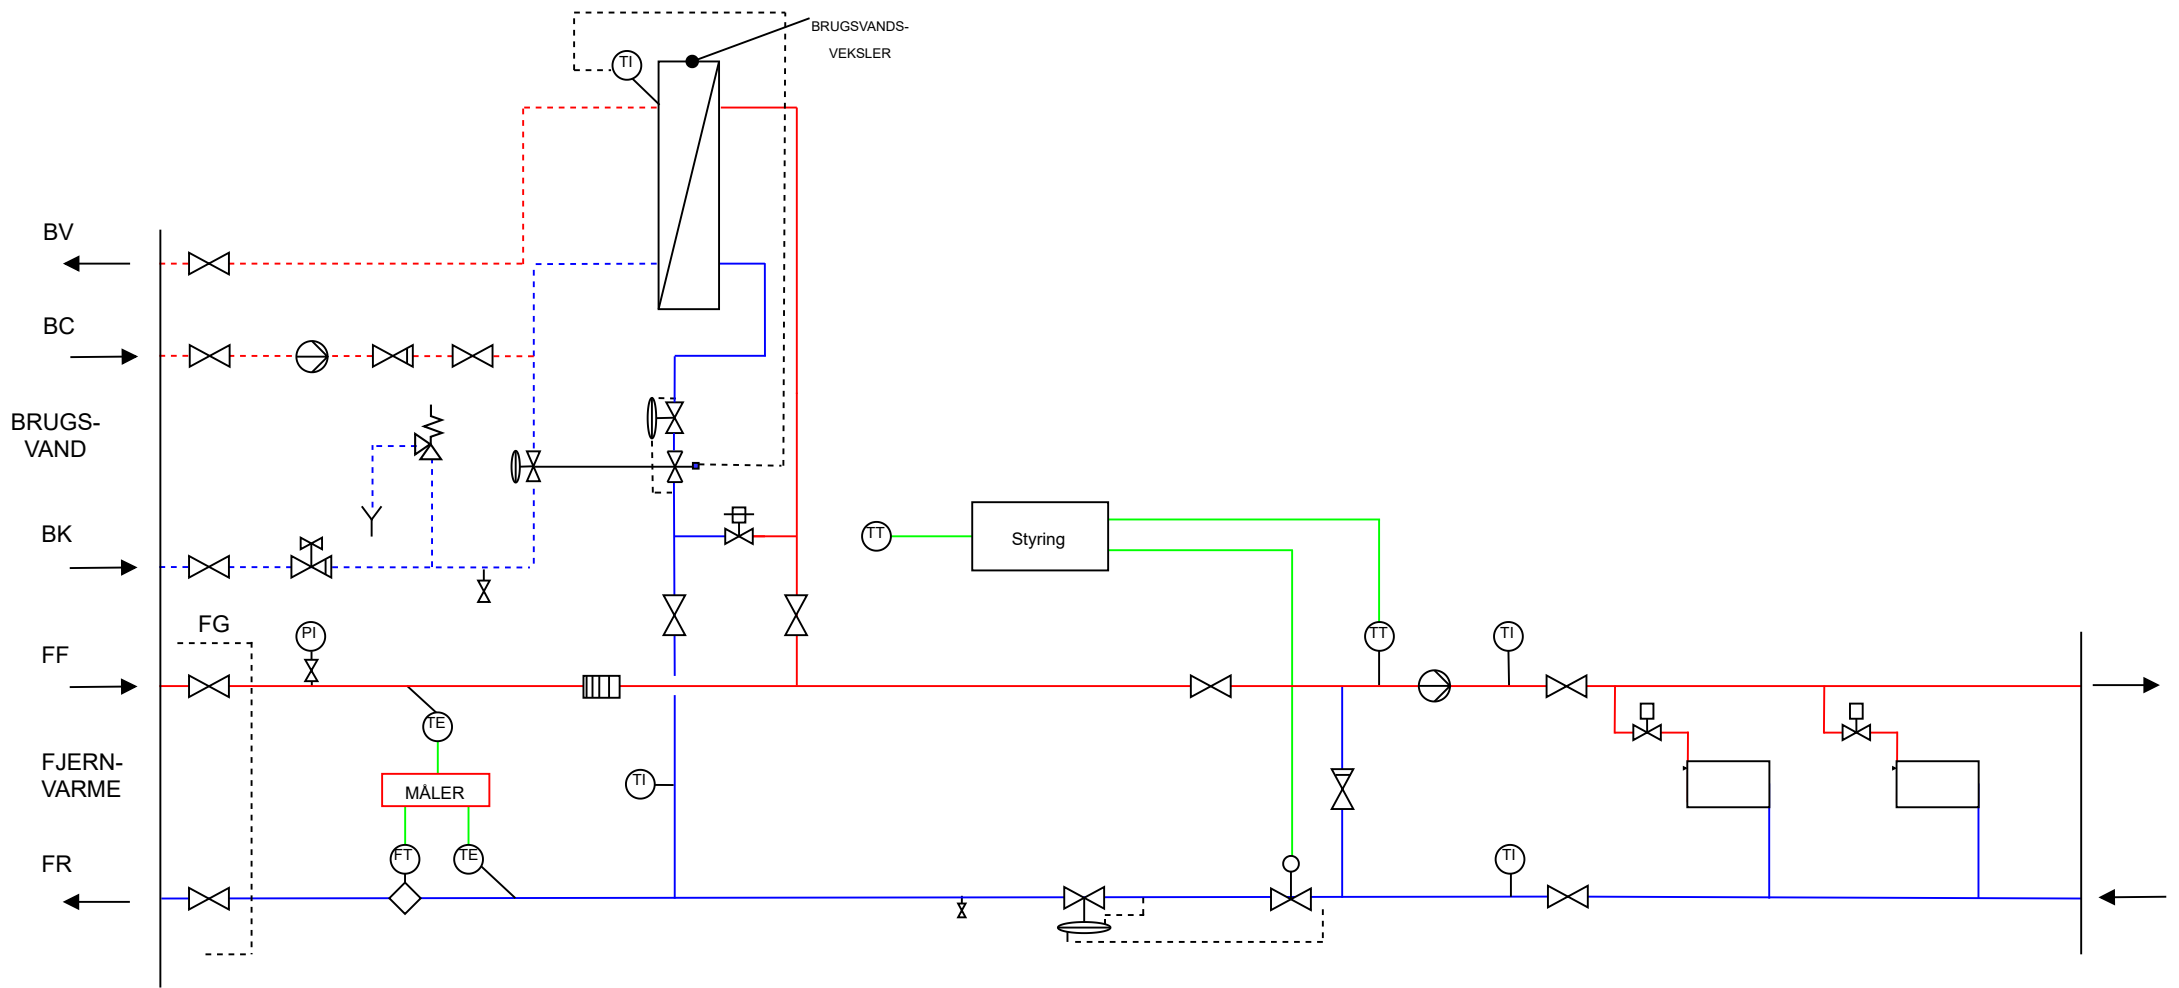 BRUGSVANDS-
VEKSLER
TI
BV
BC
BRUGS-
VAND
BK
TT
Styring
FG
PI
TT
TI
FF
TE
FJERN-
VARME
MÅLER
TI
FR
FT
TE
TI